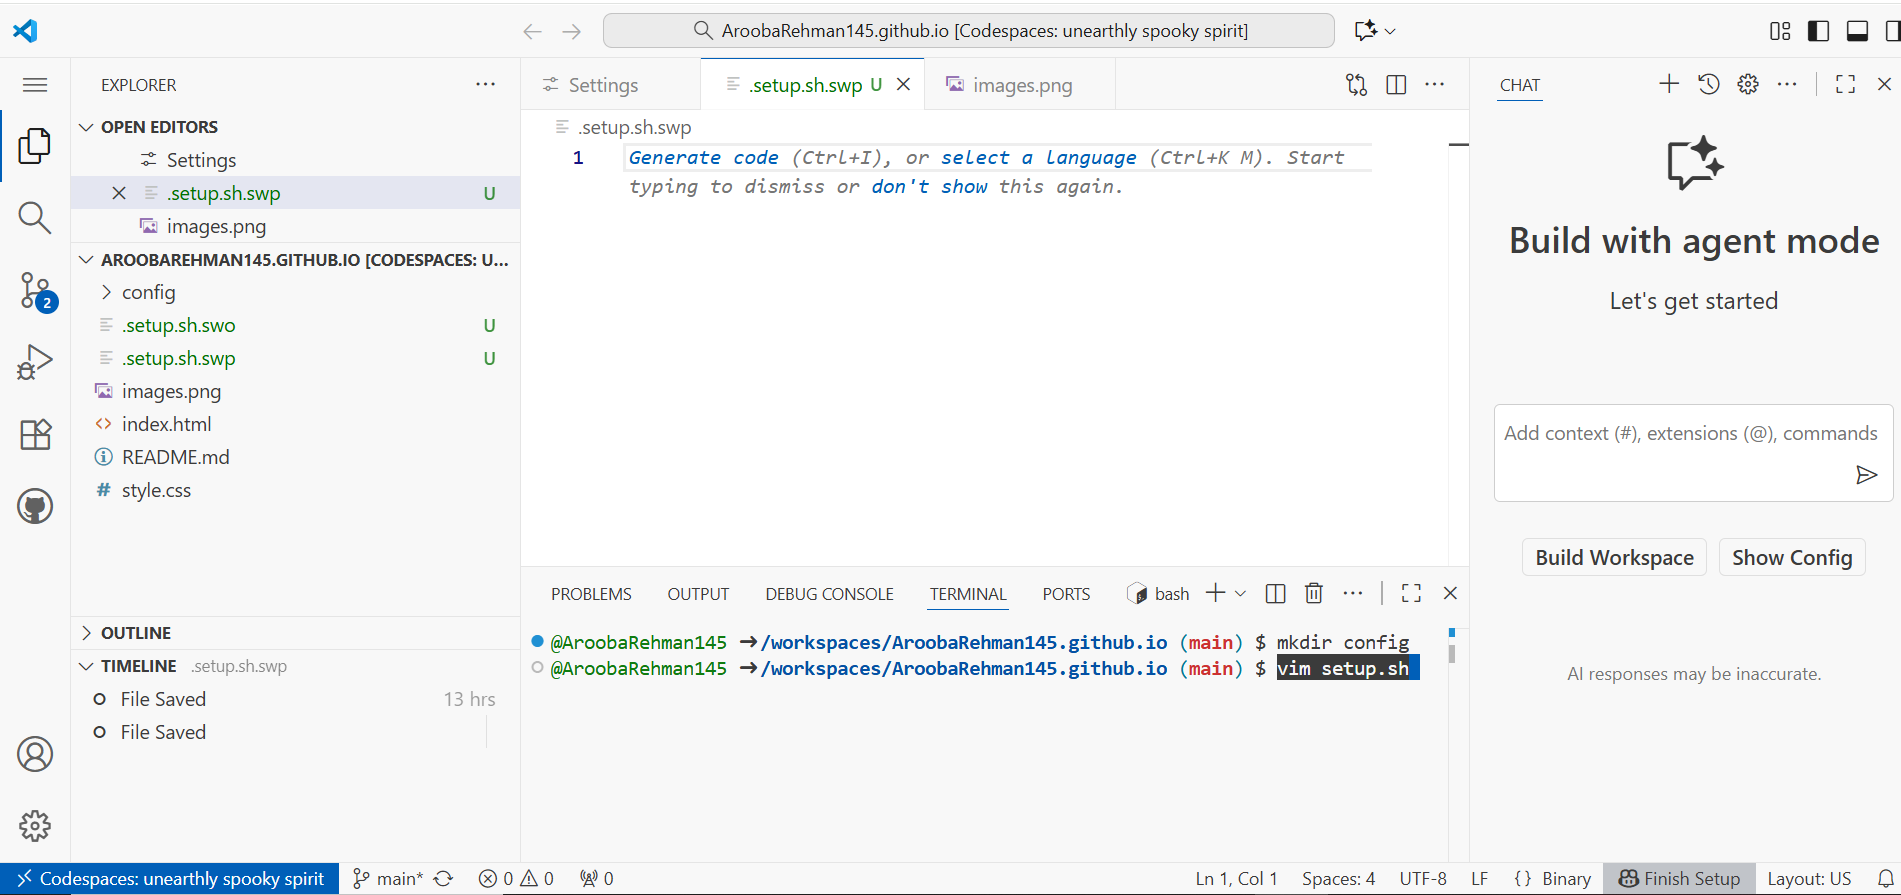 AroobaRehman145.github.io [Codespaces: unearthly spooky spirit]
EXPLORER
OPEN EDITORS
Settings
.setup.sh.swp U
images.png
AROOBAREHMAN145.GITHUB.IO [CODESPACES: U...
config
.setup.sh.swo U
.setup.sh.swp U
images.png
index.html
README.md
style.css
OUTLINE
TIMELINE .setup.sh.swp
File Saved 13 hrs
File Saved
2
Settings
.setup.sh.swp U
images.png
.setup.sh.swp
1 Generate code (Ctrl+I), or select a language (Ctrl+K M). Start
typing to dismiss or don't show this again.
PROBLEMS OUTPUT DEBUG CONSOLE TERMINAL PORTS bash
@AroobaRehman145 ➜/workspaces/AroobaRehman145.github.io (main) $ mkdir config
@AroobaRehman145 ➜/workspaces/AroobaRehman145.github.io (main) $ vim setup.sh
CHAT
Build with agent mode
Let's get started
Add context (#), extensions (@), commands
Build Workspace Show Config
AI responses may be inaccurate.
Codespaces: unearthly spooky spirit main* 0 0 0 Ln 1, Col 1 Spaces: 4 UTF-8 LF {} Binary Finish Setup Layout: US